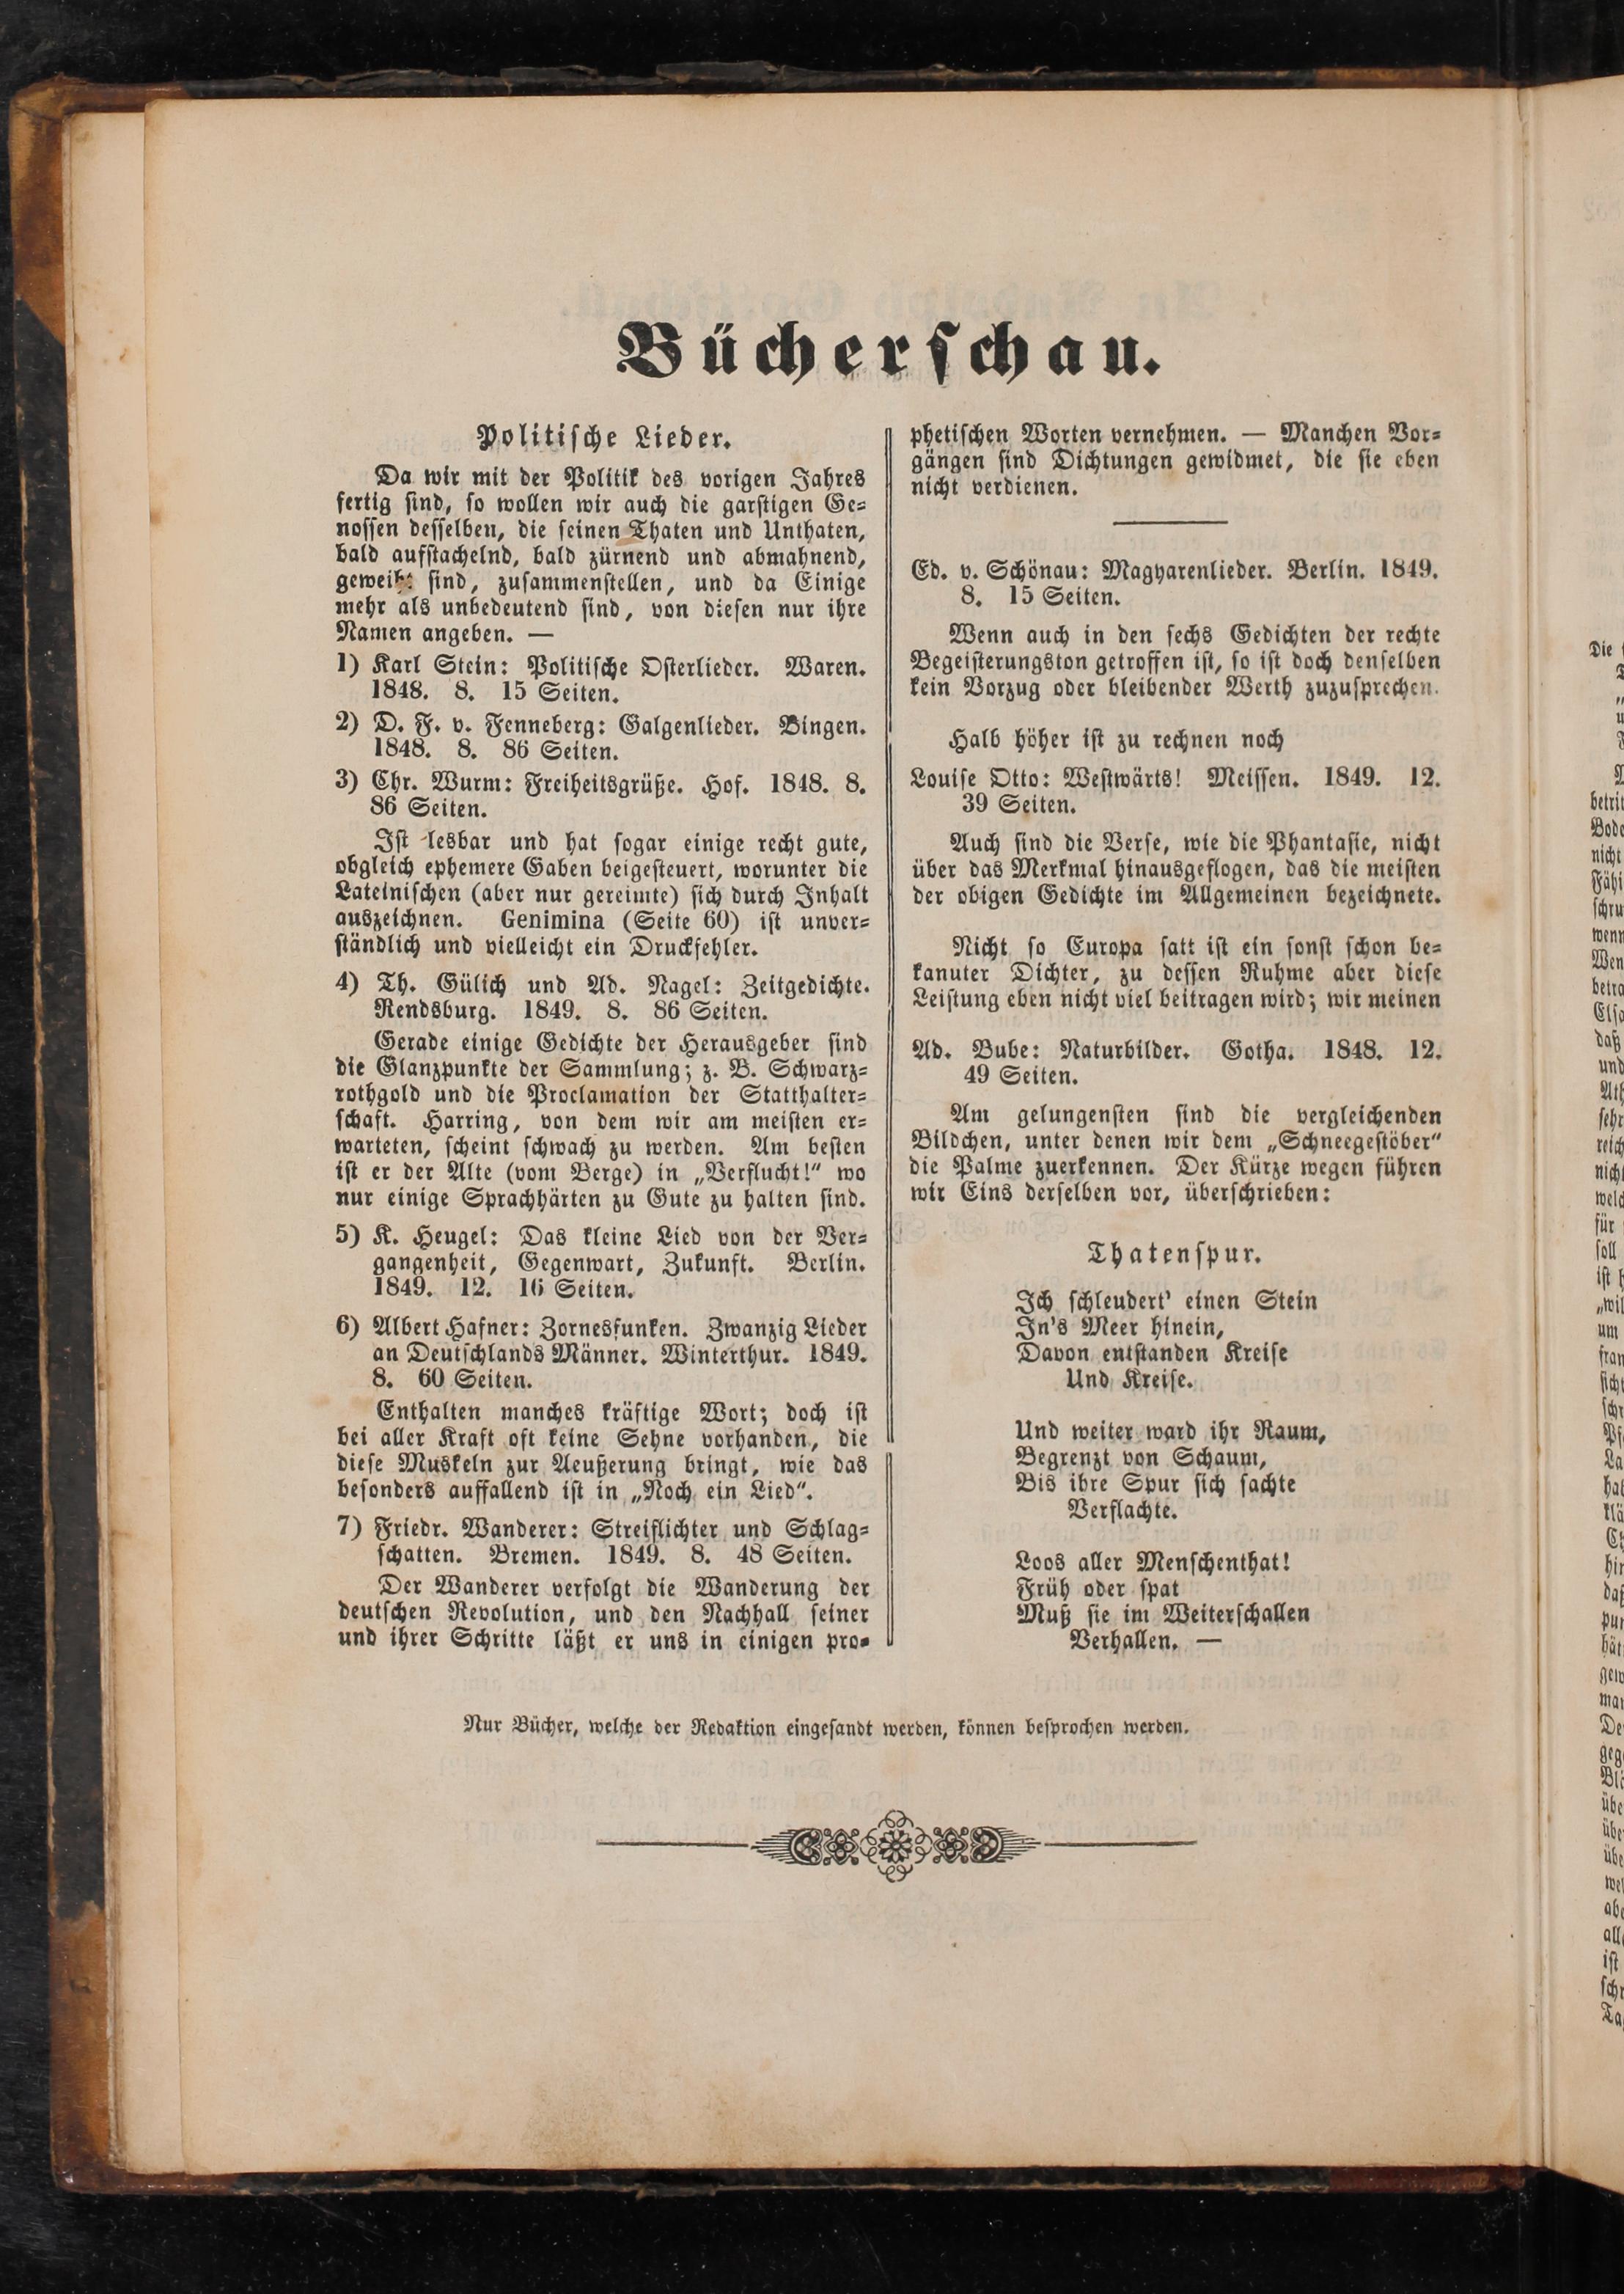 Bücherschau.
Politische Lieder.
Da wir mit der Politik des vorigen Jahres
fertig sind, so wollen wir auch die garstigen Ge-
nossen desselben, die seinen Thaten und Unthaten,
bald aufstachelnd, bald zürnend und abmahnend,
geweiht sind, zusammenstellen, und da Einige
mehr als unbedeutend sind, von diesen nur ihre
Namen angeben. —
1) Karl Stein: Politische Osterlieder. Waren.
1848. 8. 15 Seiten.
2) D. F. v. Fenneberg: Galgenlieder. Bingen.
1848. 8. 86 Seiten.
3) Chr. Wurm: Freiheitsgrüße. Hof. 1848. 8.
86 Seiten.
Ist lesbar und hat sogar einige recht gute,
obgleich ephemere Gaben beigesteuert, worunter die
Lateinischen (aber nur gereimte) sich durch Inhalt
auszeichnen. Genimina (Seite 60) ist unver-
ständlich und vielleicht ein Druckfehler.
4) Th. Gülich und Ad. Nagel: Zeitgedichte.
Rendsburg. 1849. 8. 86 Seiten.
Gerade einige Gedichte der Herausgeber sind
die Glanzpunkte der Sammlung; z. B. Schwarz-
rothgold und die Proclamation der Statthalter-
schaft. Harring, von dem wir am meisten er-
warteten, scheint schwach zu werden. Am besten
ist er der Alte (vom Berge) in „Verflucht!“ wo
nur einige Sprachhärten zu Gute zu halten sind.
5) K. Heugel: Das kleine Lied von der Ver-
gangenheit, Gegenwart, Zukunft. Berlin.
1849. 12. 16 Seiten.
6) Albert Hafner: Zornesfunken. Zwanzig Lieder
an Deutschlands Männer. Winterthur. 1849.
8. 60 Seiten.
Enthalten manches kräftige Wort; doch ist
bei aller Kraft oft keine Sehne vorhanden, die
diese Muskeln zur Aeußerung bringt, wie das
besonders auffallend ist in „Noch ein Lied“.
7) Friedr. Wanderer: Streiflichter und Schlag-
schatten. Bremen. 1849. 8. 48 Seiten.
Der Wanderer verfolgt die Wanderung der
deutschen Revolution, und den Nachhall seiner
und ihrer Schritte läßt er uns in einigen pro-
phetischen Worten vernehmen. — Manchen Vor-
gängen sind Dichtungen gewidmet, die sie eben
nicht verdienen.
Ed. v. Schönau: Magyarenlieder. Berlin. 1849.
8. 15 Seiten.
Wenn auch in den sechs Gedichten der rechte
Begeisterungston getroffen ist, so ist doch denselben
kein Vorzug oder bleibender Werth zuzusprechen.
Halb höher ist zu rechnen noch
Louise Otto: Westwärts! Meissen. 1849. 12.
39 Seiten.
Auch sind die Verse, wie die Phantasie, nicht
über das Merkmal hinausgeflogen, das die meisten
der obigen Gedichte im Allgemeinen bezeichnete.
Nicht so Europa satt ist ein sonst schon be-
kanuter Dichter, zu dessen Ruhme aber diese
Leistung eben nicht viel beitragen wird; wir meinen
Ad. Bube: Naturbilder. Gotha. 1848. 12.
49 Seiten.
Am gelungensten sind die vergleichenden
Bildchen, unter denen wir dem „Schneegestöber“
die Palme zuerkennen. Der Kürze wegen führen
wir Eins derselben vor, überschrieben:
Thatenspur.
Ich schleudert' einen Stein
In's Meer hinein,
Davon entstanden Kreise
Und Kreise.
Und weiter ward ihr Raum,
Begrenzt von Schaum,
Bis ihre Spur sich sachte
Verflachte.
Loos aller Menschenthat!
Früh oder spat
Muß sie im Weiterschallen
Verhallen. —
Nur Bücher, welche der Redaktion eingesandt werden, können besprochen werden.